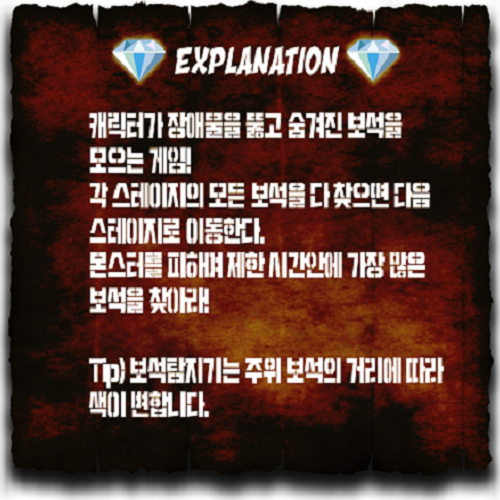 EXPLANATION
캐릭터가 장애물을 뚫고 숨겨진 보석을
모으는 게임!
각 스테이지의 모든 보석을 다 찾으면 다음
스테이지로 이동한다.
몬스터를 피해며 제한 시간안에 가장 많은
보석을 찾아라!
Tip) 보석탐지기는 주위 보석의 거리에 따라
색이 변합니다.